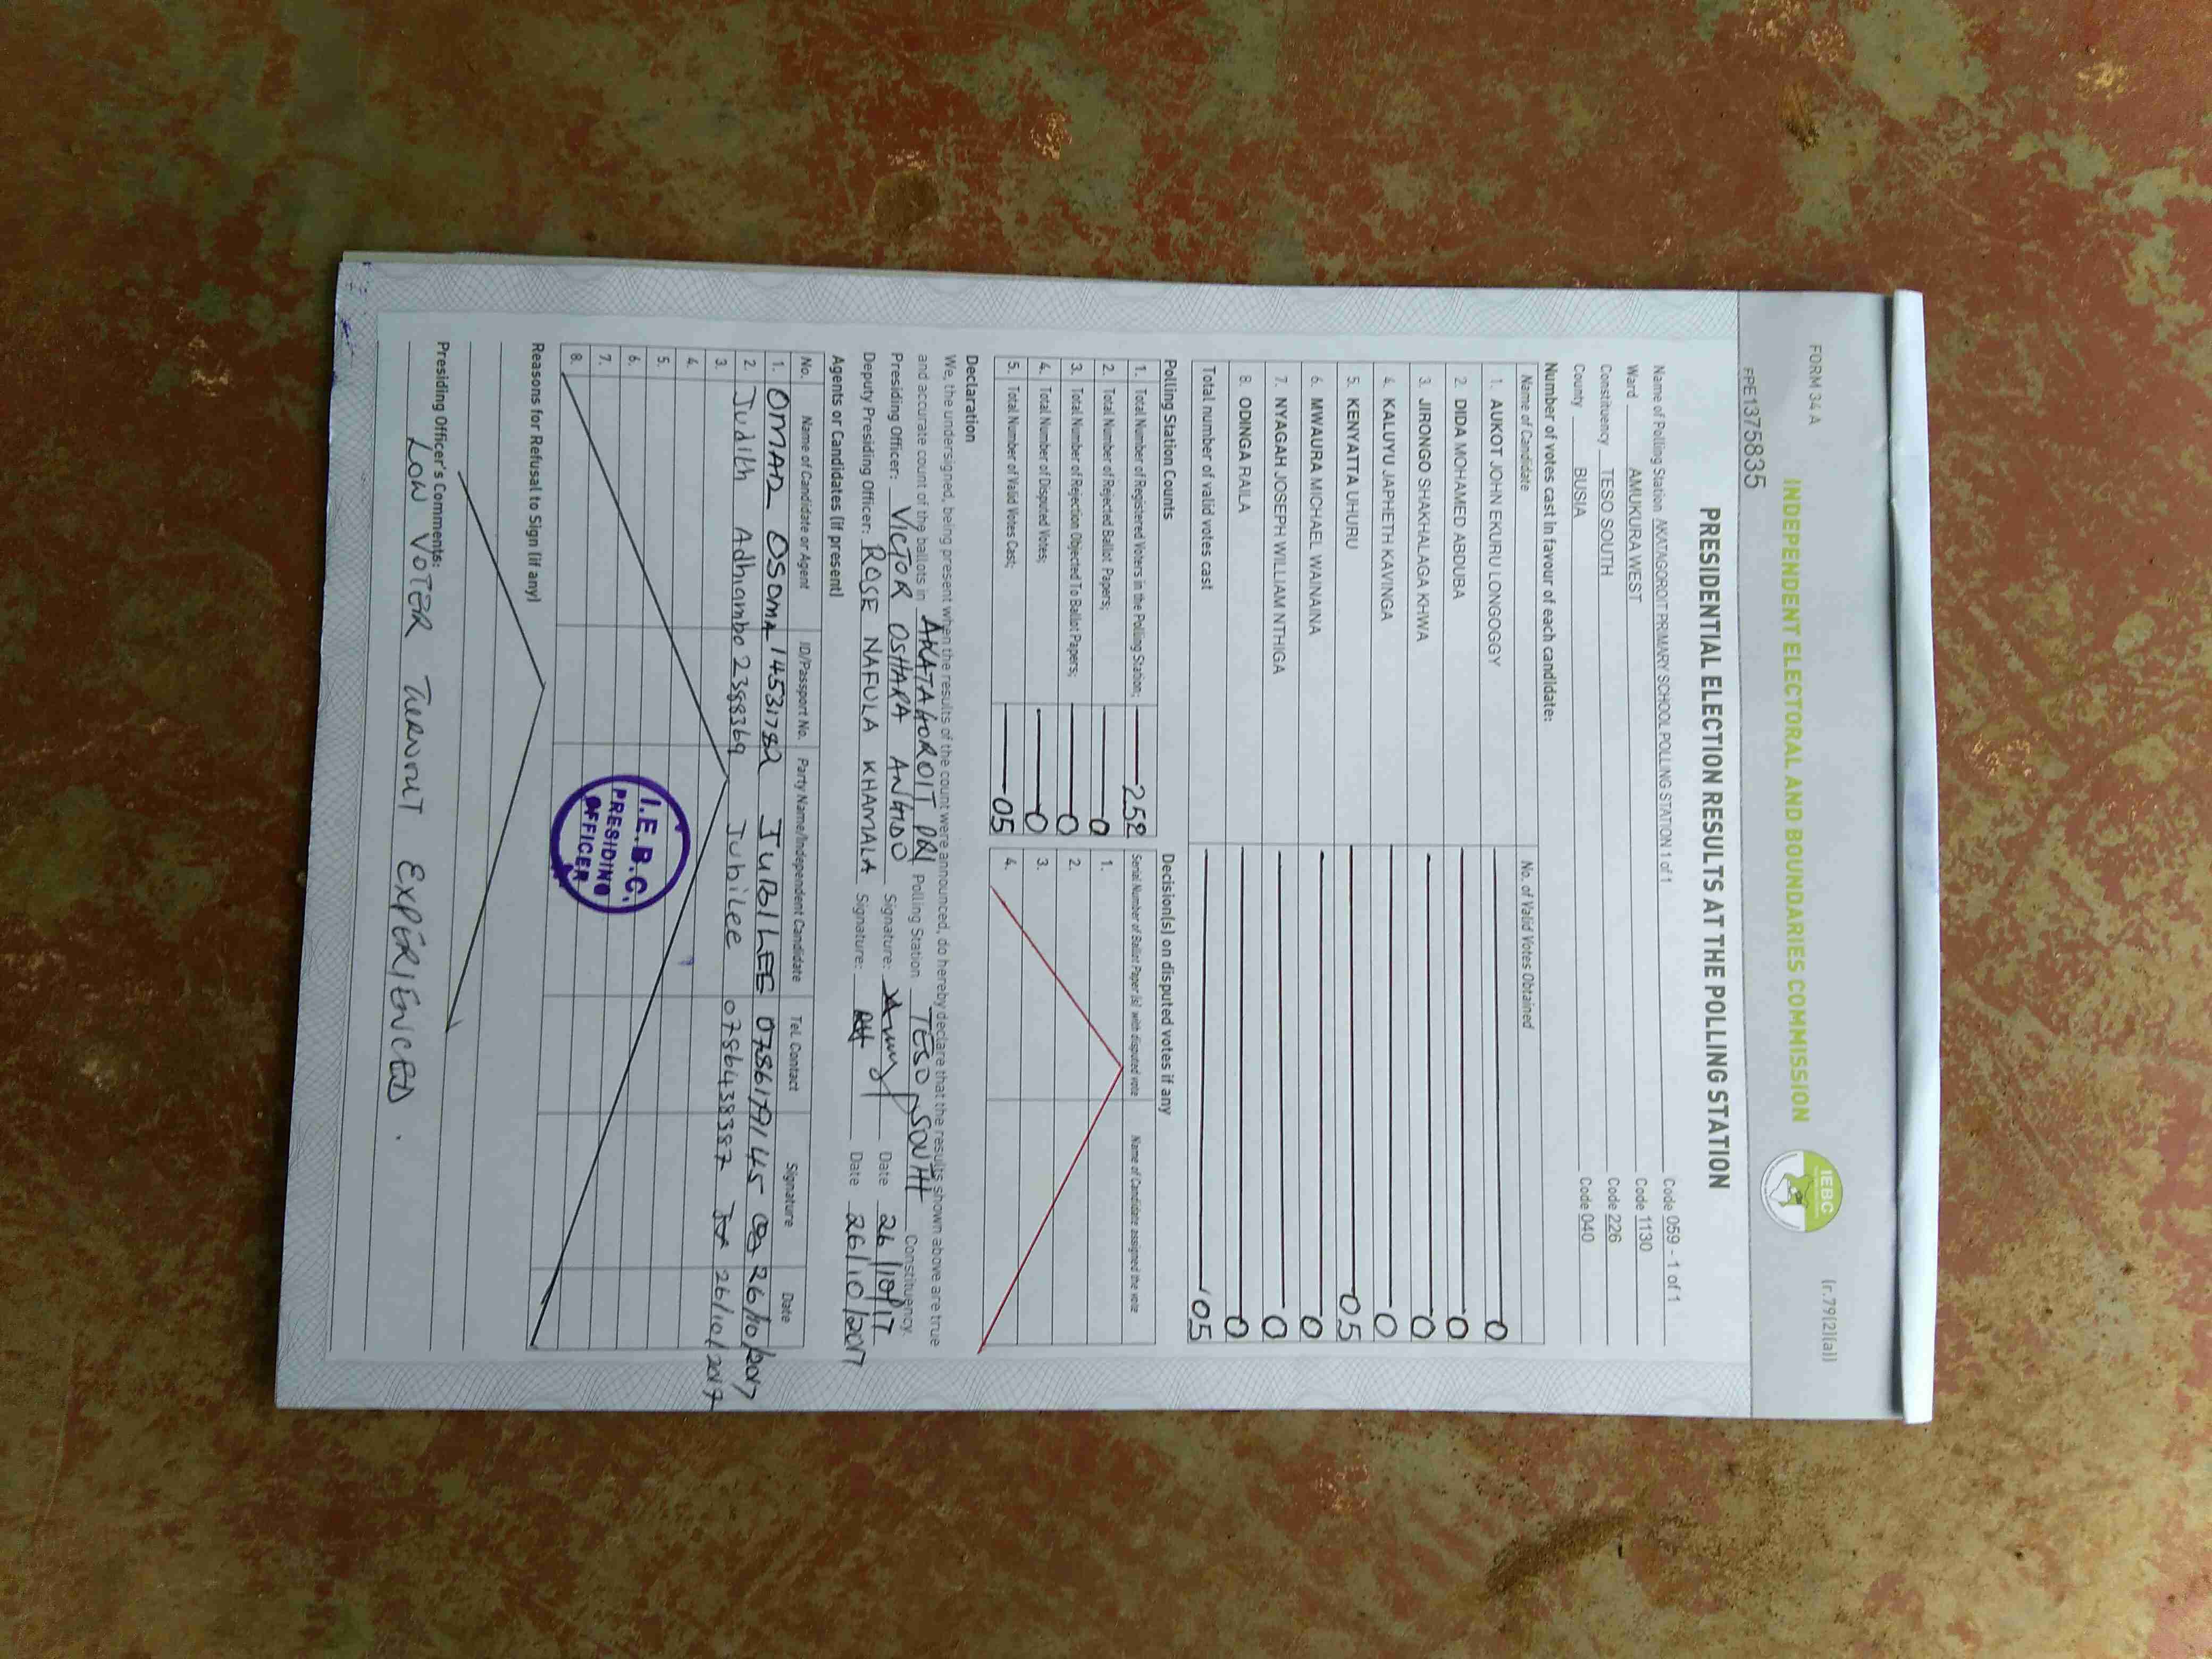 FORM 34 A
(r.79(2)(a))
INDEPENDENT ELECTORAL AND BOUNDARIES COMMISSION
IEBC
FPE1375835
PRESIDENTIAL ELECTION RESULTS AT THE POLLING STATION
Name of Polling Station AKATAGOROT PRIMARY SCHOOL POLLING STATION 1 of 1 Code 059 - 1 of 1
Ward AMUKURA WEST Code 1130
Constituency TESO SOUTH Code 226
County BUSIA Code 040
Number of votes cast in favour of each candidate:
Name of Candidate No. of Valid Votes Obtained
1. AUKOT JOHN EKURU LONGOGGY 0
2. DIDA MOHAMED ABDUBA 0
3. JIRONGO SHAKHALAGA KHWA 0
4. KALUYU JAPHETH KAVINGA 0
5. KENYATTA UHURU 05
6. MWAURA MICHAEL WAINAINA 0
7. NYAGAH JOSEPH WILLIAM NTHIGA 0
8. ODINGA RAILA 0
Total number of valid votes cast 05
Polling Station Counts
1. Total Number of Registered Voters in the Polling Station;
2. Total Number of Rejected Ballot Papers; 0
3. Total Number of Rejection Objected To Ballot Papers; 0
4. Total Number of Disputed Votes; 0
5. Total Number of Valid Votes Cast; 05
Decision(s) on disputed votes if any
Serial Number of Ballot Paper (s) with disputed vote Name of Candidate assigned the vote
1.
2.
3.
4.
Declaration
We, the undersigned, being present when the results of the count were announced, do hereby declare that the results shown above are true
and accurate count of the ballots in AKATAGOROIT PRI Polling Station TESO SOUTH Constituency.
Presiding Officer: VICTOR OSTHARA ANGIDO Signature: Date 26/10/17
Deputy Presiding Officer: ROSE NAFULA KHAMALA Signature: Date 26/10/2017
Agents or Candidates (if present)
No. Name of Candidate or Agent ID/Passport No. Party Name/Independent Candidate Tel. Contact Signature Date
1. OMADZ OSOMA 14531782 JUBILEE 0786179145 26/10/2017
2. Judith Adhambo 23888369 Jubilee 0786438387 26/10/2017
3.
4.
5.
6.
7.
8.
I.E.B.C.
PRESIDING
OFFICER
Reasons for Refusal to Sign (if any)
Presiding Officer's Comments:
LOW VOTER TURNOUT EXPERIENCED.